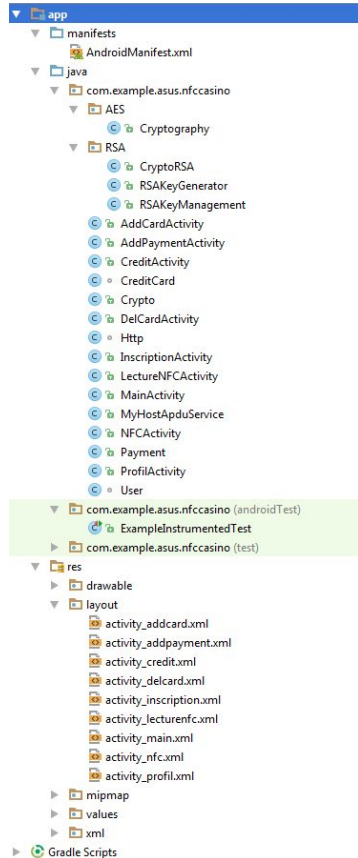 app
manifests
AndroidManifest.xml
java
com.example.asus.nfccasino
AES
Cryptography
RSA
CryptoRSA
RSAKeyGenerator
RSAKeyManagement
AddCardActivity
AddPaymentActivity
CreditActivity
CreditCard
Crypto
DelCardActivity
Http
InscriptionActivity
LectureNFCActivity
MainActivity
MyHostApduService
NFCActivity
Payment
ProfilActivity
User
com.example.asus.nfccasino (androidTest)
ExampleInstrumentedTest
com.example.asus.nfccasino (test)
res
drawable
layout
activity_addcard.xml
activity_addpayment.xml
activity_credit.xml
activity_delcard.xml
activity_inscription.xml
activity_lecturenfc.xml
activity_main.xml
activity_nfc.xml
activity_profil.xml
mipmap
values
xml
Gradle Scripts